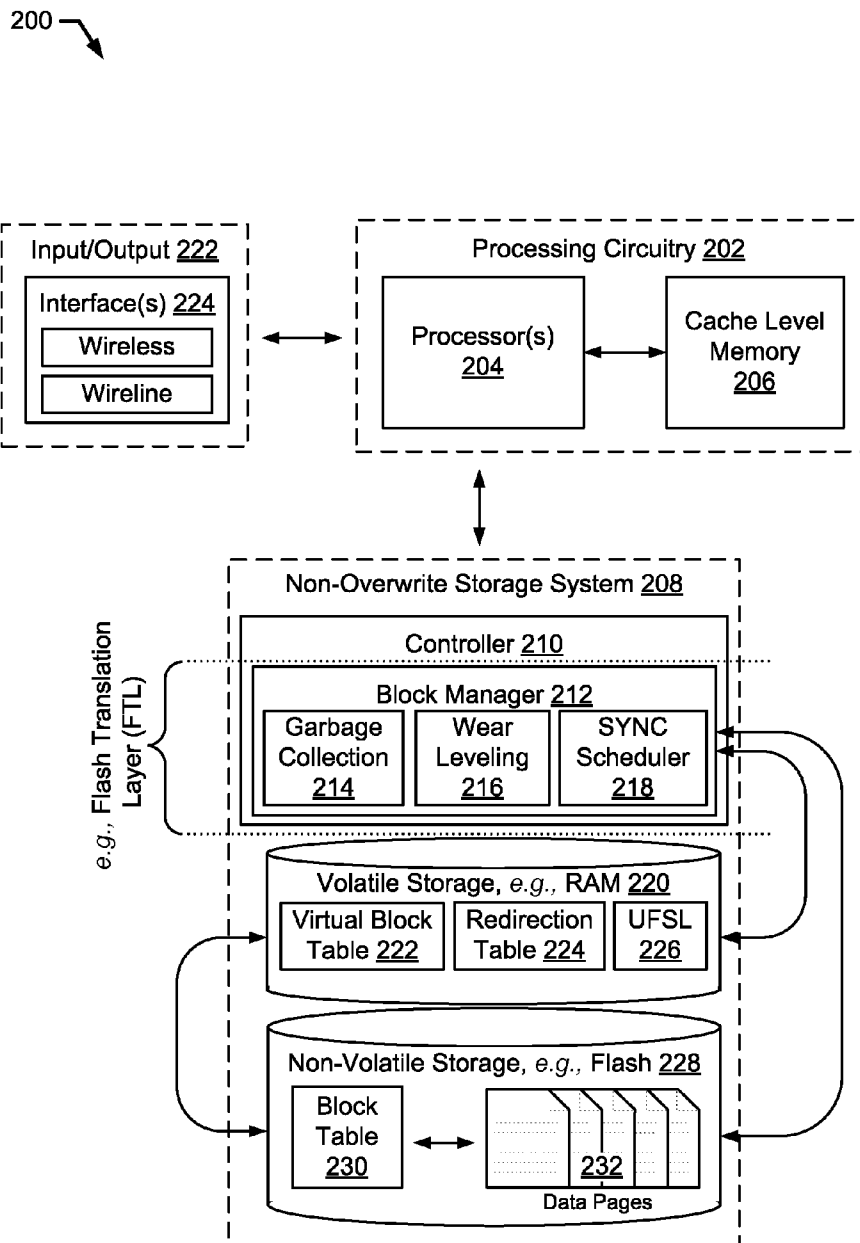 200
Input/Output 222
Interface(s) 224
Wireless
Wireline
Processing Circuitry 202
Processor(s)
204
Cache Level
Memory
206
Non-Overwrite Storage System 208
Controller 210
e.g., Flash Translation
Layer (FTL)
Block Manager 212
Garbage
Collection
214
Wear
Leveling
216
SYNC
Scheduler
218
Volatile Storage, e.g., RAM 220
Virtual Block
Table 222
Redirection
Table 224
UFSL
226
Non-Volatile Storage, e.g., Flash 228
Block
Table
230
232
Data Pages